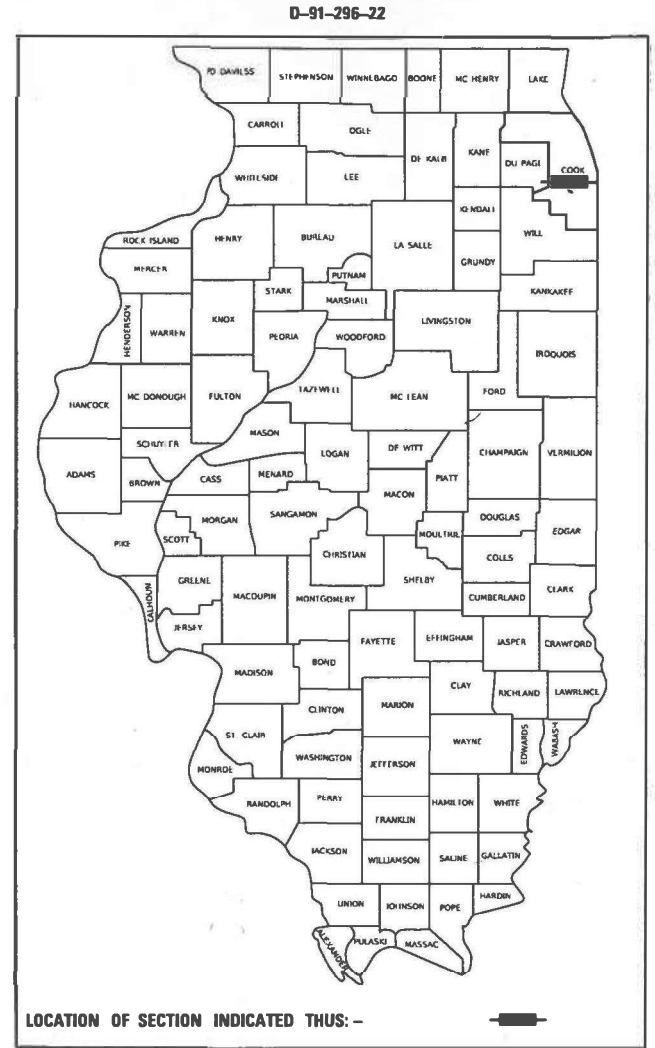 D-91-296-22
JO DAVILSS STEPHENSON WINNEBAGO BOONE MC HENRY LAKE
CARROLL OGLE
DE KALB KANE DU PAGE COOK
WHITESIDE LEE
KENDALL
ROCK ISLAND HENRY BUREAU LA SALLE WILL
MERCER PUTNAM GRUNDY
STARK MARSHALL KANKAKEE
HENDERSON WARREN KNOX PEORIA WOODFORD LIVINGSTON
IROQUOIS
HANCOCK MC DONOUGH FULTON TAZEWELL MC LEAN FORD
MASON
SCHUYLER LOGAN DE WITT CHAMPAIGN VERMILION
ADAMS BROWN CASS MENARD PIATT
MACON
MORGAN SANGAMON DOUGLAS EDGAR
PIKE SCOTT CHRISTIAN MOULTRIE
COLES
GREENE SHELBY
CALHOUN MACOUPIN MONTGOMERY CUMBERLAND CLARK
JERSEY
FAYETTE EFFINGHAM JASPER CRAWFORD
MADISON BOND
CLAY RICHLAND LAWRENCE
CLINTON MARION
ST. CLAIR WAYNE EDWARDS WABASH
MONROE WASHINGTON JEFFERSON
RANDOLPH PERRY HAMILTON WHITE
FRANKLIN
JACKSON WILLIAMSON SALINE GALLATIN
HARDIN
UNION JOHNSON POPE
ALEXANDER PULASKI MASSAC
LOCATION OF SECTION INDICATED THUS: -